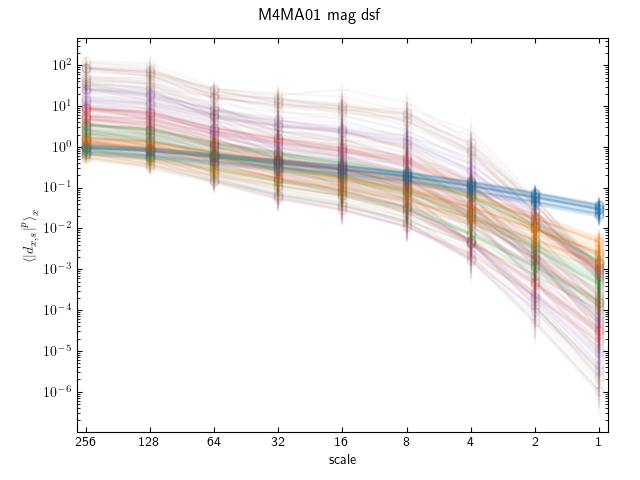 M4MA01 mag dsf
⟨|d_{x,s}|^p⟩_x
10^2
10^1
10^0
10^{-1}
10^{-2}
10^{-3}
10^{-4}
10^{-5}
10^{-6}
256 128 64 32 16 8 4 2 1
scale